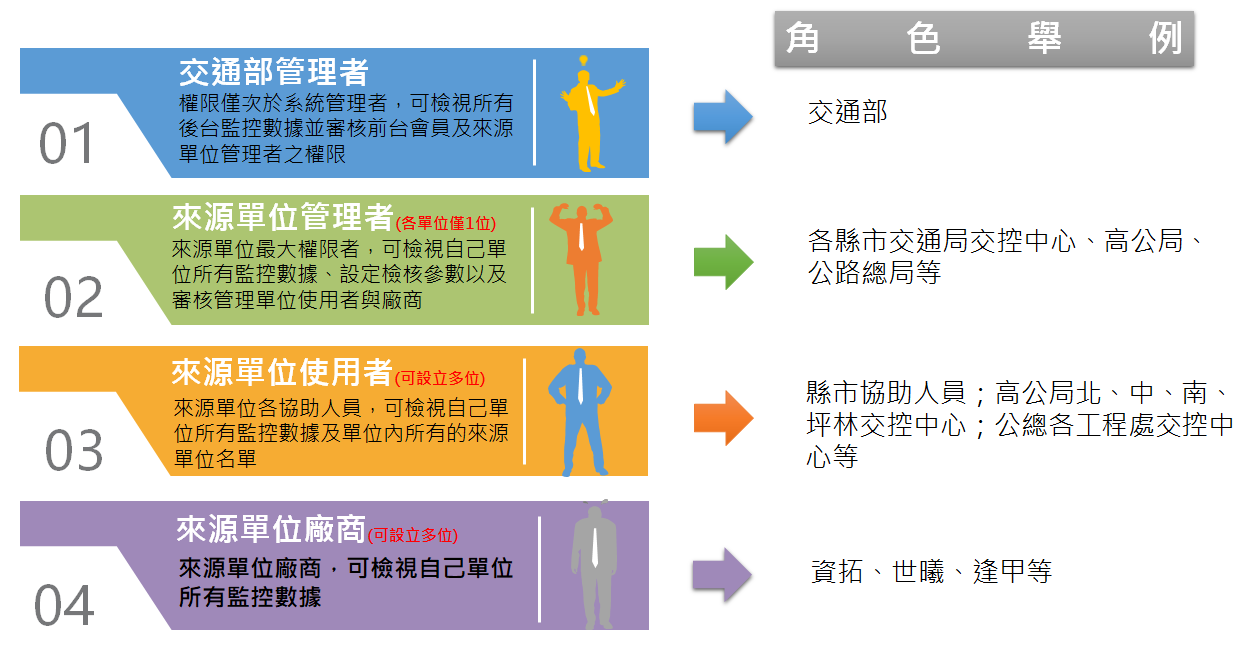 角色舉例
01
交通部管理者
權限僅次於系統管理者，可檢視所有
後台監控數據並審核前台會員及來源
單位管理者之權限
交通部
02
來源單位管理者(各單位僅1位)
來源單位最大權限者，可檢視自己單
位所有監控數據、設定檢核參數以及
審核管理單位使用者與廠商
各縣市交通局交控中心、高公局、
公路總局等
03
來源單位使用者(可設立多位)
來源單位各協助人員，可檢視自己單
位所有監控數據及單位內所有的來源
單位名單
縣市協助人員；高公局北、中、南、
坪林交控中心；公總各工程處交控中
心等
04
來源單位廠商(可設立多位)
來源單位廠商，可檢視自己單位
所有監控數據
資拓、世曦、逢甲等